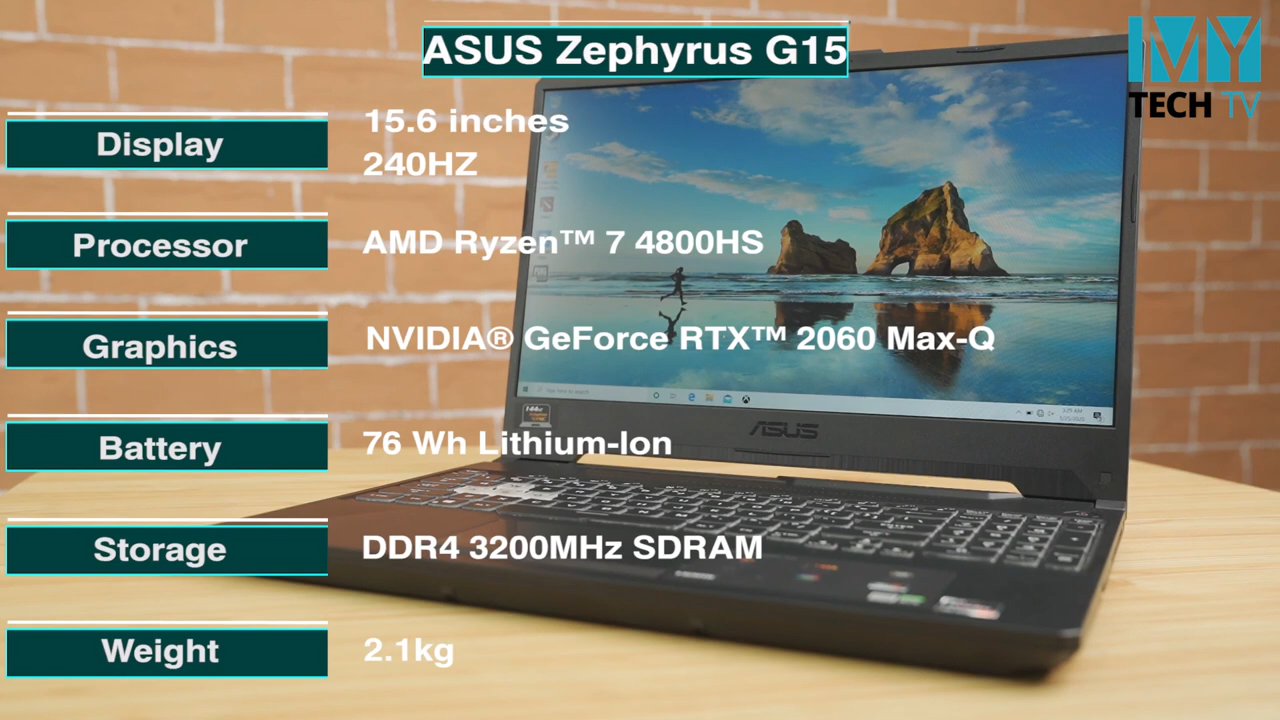 ASUS Zephyrus G15
MY
TECH TV
Display
15.6 inches
240HZ
Processor
AMD Ryzen™ 7 4800HS
Graphics
NVIDIA® GeForce RTX™ 2060 Max-Q
Battery
76 Wh Lithium-Ion
144Hz
ASUS
Storage
DDR4 3200MHz SDRAM
Weight
2.1kg